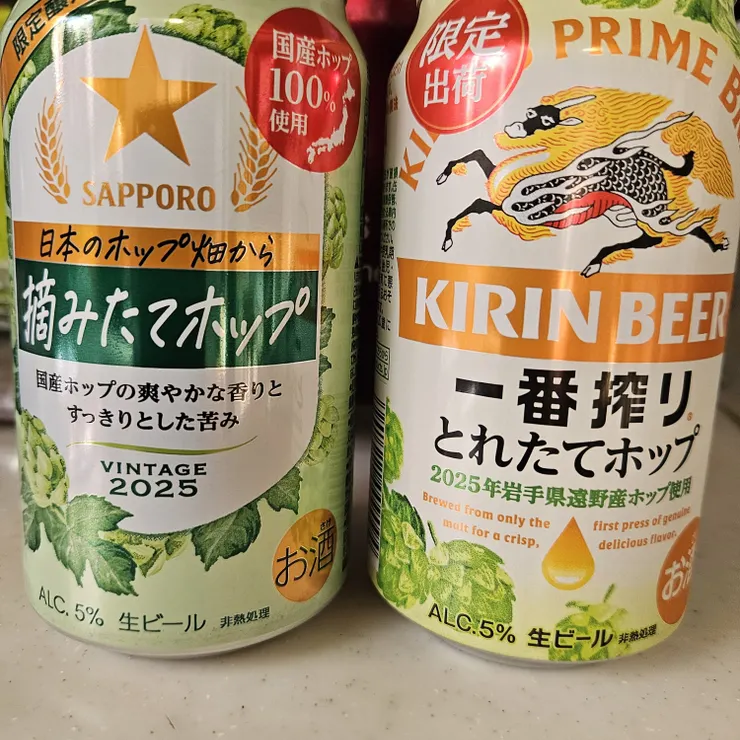 限定醸造
国産ホップ
100%
使用
SAPPORO
日本のホップ畑から
摘みたてホップ
国産ホップの爽やかな香りと
すっきりとした苦み
VINTAGE
2025
お酒
ALC. 5% 生ビール 非熱処理
限定
出荷
PRIME
KIRIN BEER
一番搾り
とれたてホップ
2025年岩手県遠野産ホップ使用
Brewed from only the
malt for a crisp,
first press of genuine,
delicious flavor.
お酒
ALC.5% 生ビール 非熱処理